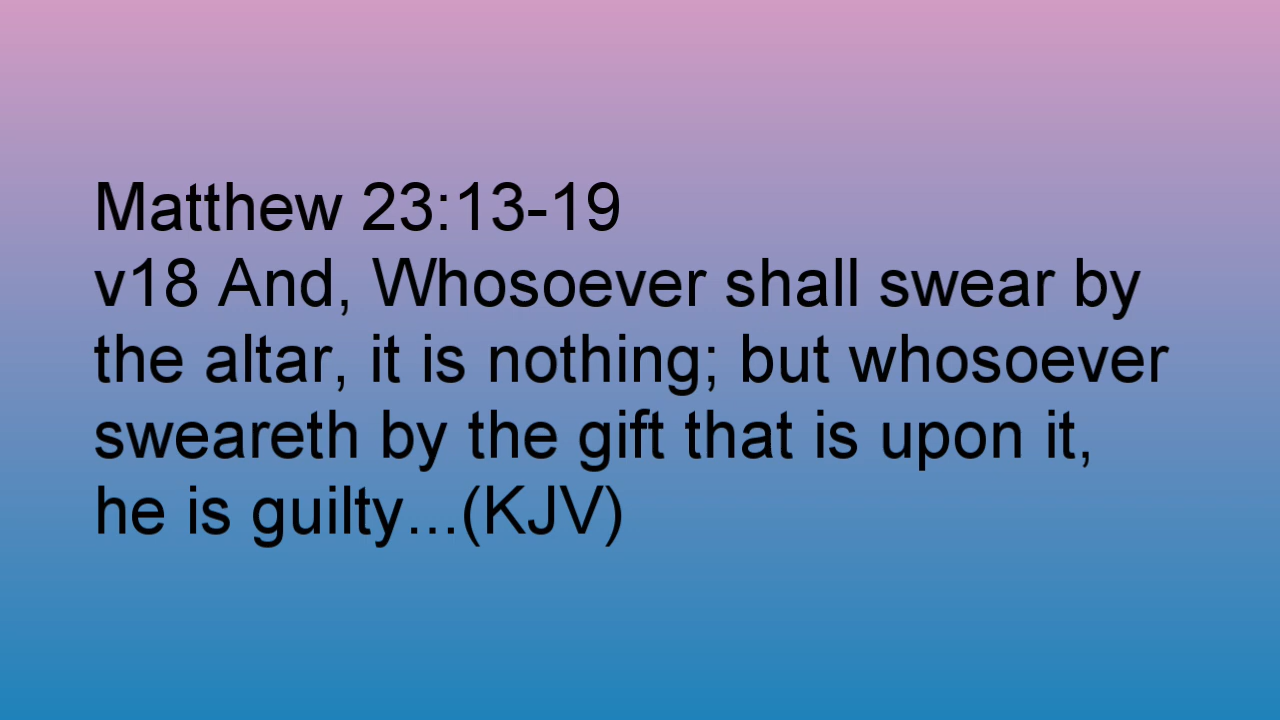 Matthew 23:13-19
v18 And, Whosoever shall swear by
the altar, it is nothing; but whosoever
sweareth by the gift that is upon it,
he is guilty...(KJV)